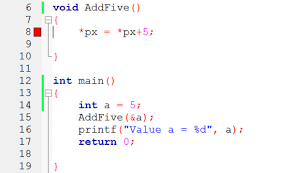 6 void AddFive()
7 {
8 *px = *px+5;
9
10 }
11
12 int main()
13 {
14 int a = 5;
15 AddFive(&a);
16 printf("Value a = %d", a);
17 return 0;
18
19 }